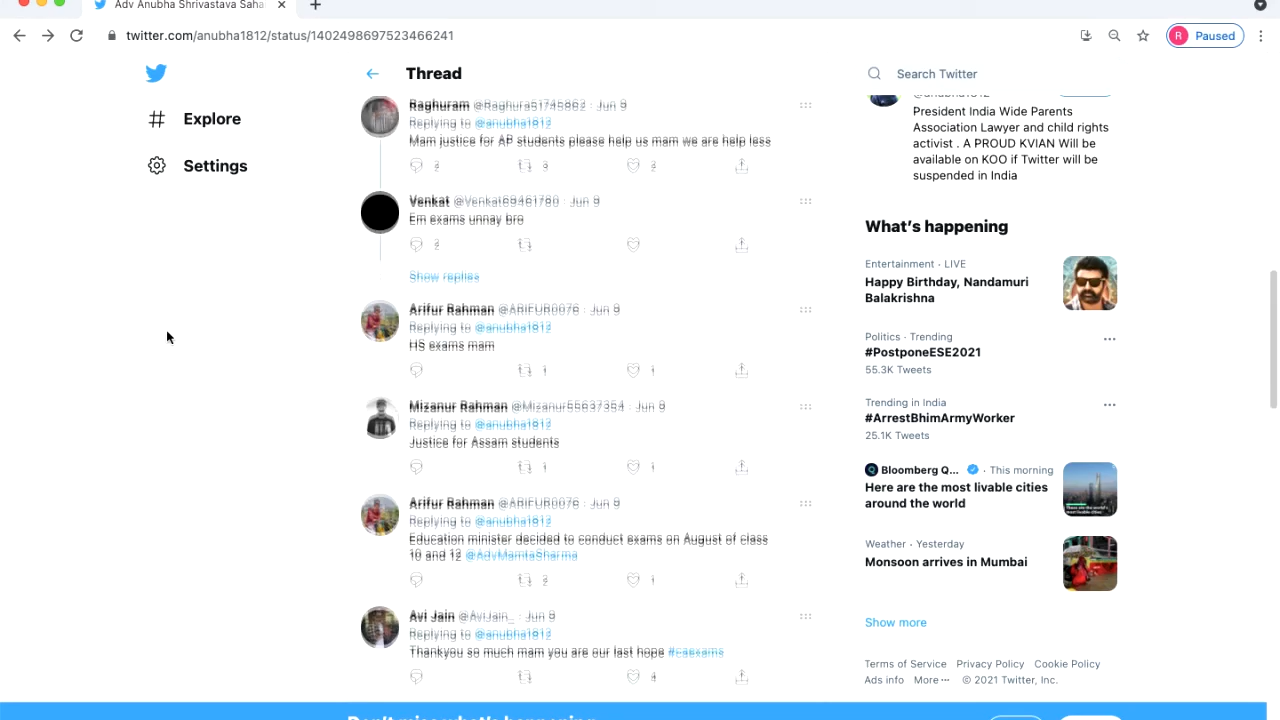 Adv Anubha Shrivastava Saha
twitter.com/anubha1812/status/1402498697523466241
R Paused
Explore
Settings
Thread
Raghuram @Raghura51745862 · Jun 9
Replying to @anubha1812
Mam justice for AP students please help us mam we are help less
2 3 2
Venkat @Venkat69461780 · Jun 9
Em exams unnay bro
2 1
Show replies
Arifur Rahman @ARIFUR0076 · Jun 9
Replying to @anubha1812
HS exams mam
1 1
Mizanur Rahman @Mizanur55637354 · Jun 9
Replying to @anubha1812
Justice for Assam students
1 1
Arifur Rahman @ARIFUR0076 · Jun 9
Replying to @anubha1812
Education minister decided to conduct exams on August of class
10 and 12 @AdvMamtaSharma
2 1
Avi Jain @AviJain_ · Jun 9
Replying to @anubha1812
Thankyou so much mam you are our last hope #caexams
4
Search Twitter
@anubha1812
President India Wide Parents
Association Lawyer and child rights
activist . A PROUD KVIAN Will be
available on KOO if Twitter will be
suspended in India
What's happening
Entertainment · LIVE
Happy Birthday, Nandamuri
Balakrishna
Politics · Trending
#PostponeESE2021
55.3K Tweets
Trending in India
#ArrestBhimArmyWorker
25.1K Tweets
Bloomberg Q... · This morning
Here are the most livable cities
around the world
Weather · Yesterday
Monsoon arrives in Mumbai
Show more
Terms of Service Privacy Policy Cookie Policy
Ads info More ··· © 2021 Twitter, Inc.
Don't miss what's happening